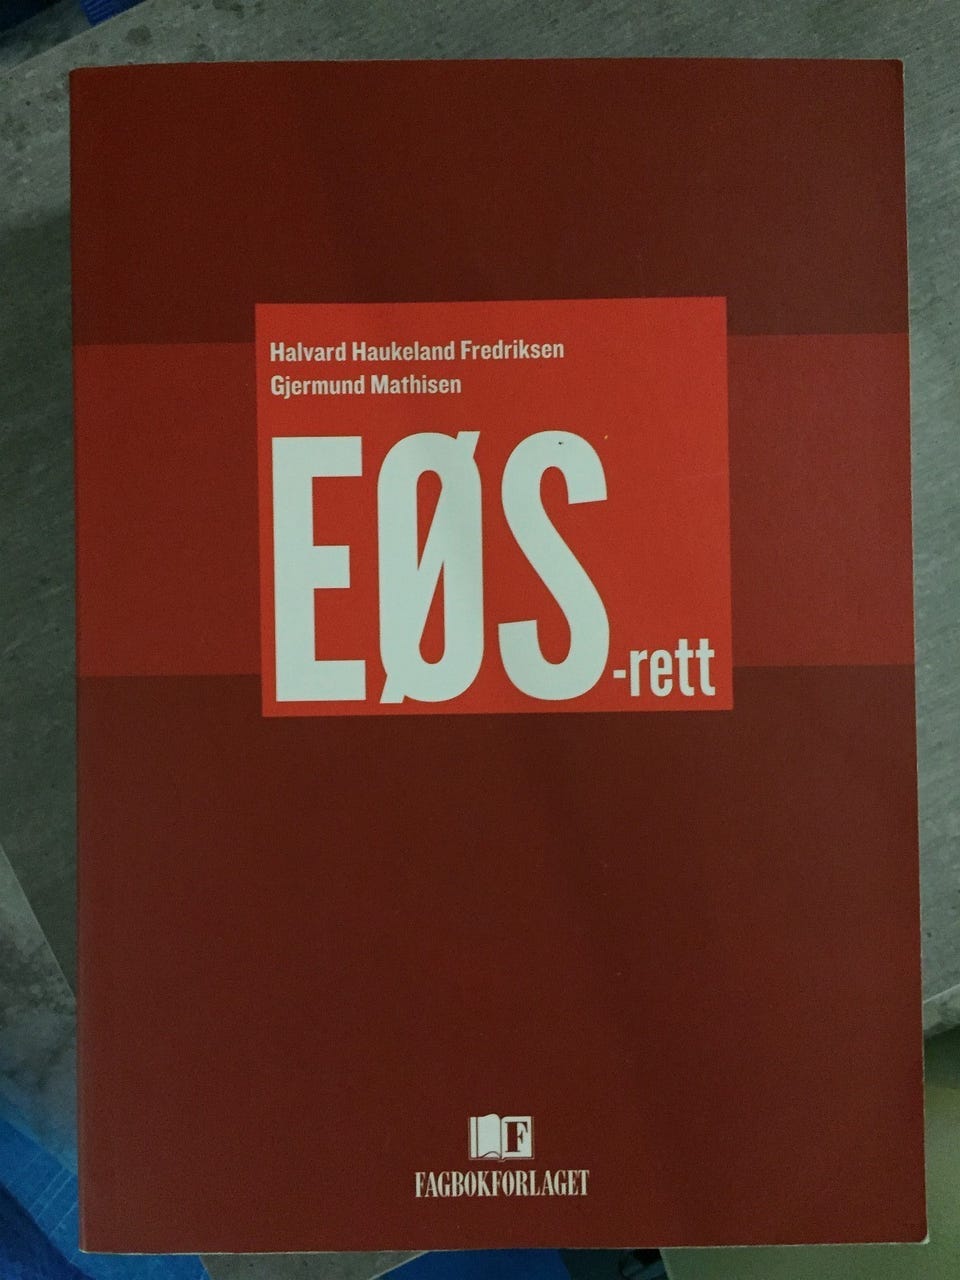 Halvard Haukeland Fredriksen
Gjermund Mathisen
EØS-rett
F
FAGBOKFORLAGET